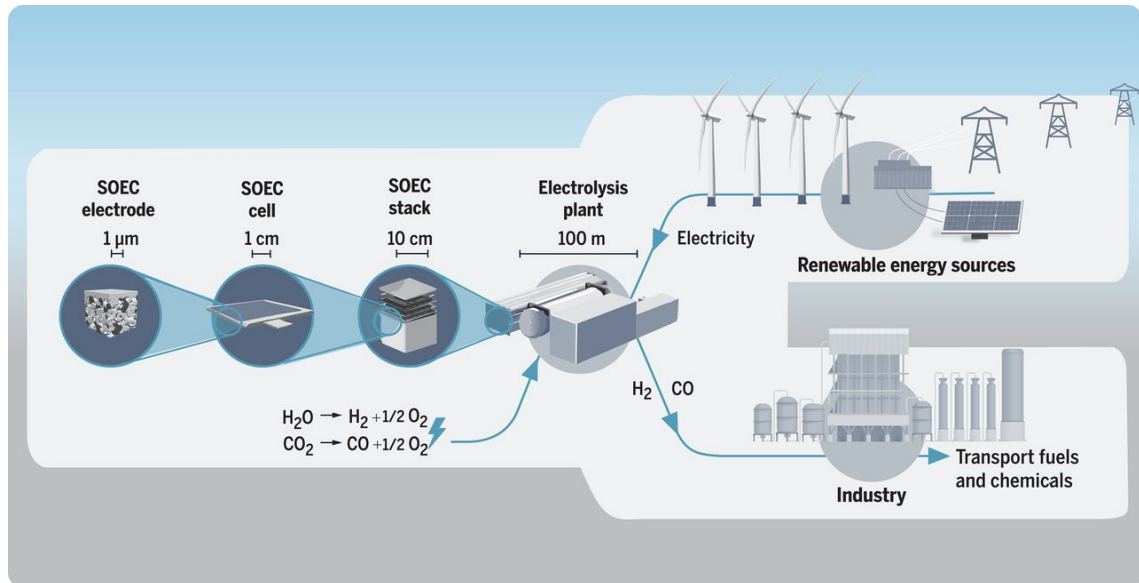 SOEC
electrode
1 μm
SOEC
cell
1 cm
SOEC
stack
10 cm
Electrolysis
plant
100 m
Electricity
Renewable energy sources
H₂O → H₂ +1/2 O₂
CO₂ → CO +1/2 O₂
H₂ CO
Industry
Transport fuels
and chemicals